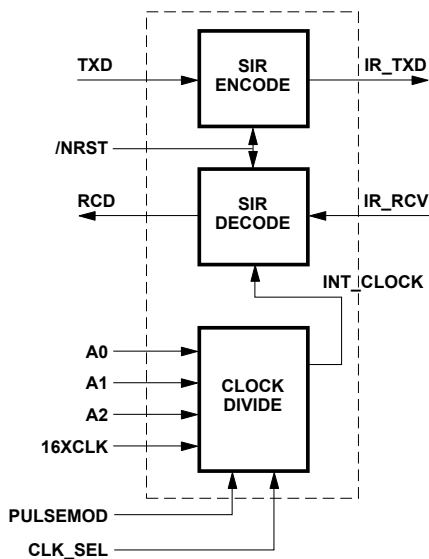 TXD
SIR
ENCODE
IR_TXD
/NRST
RCD
SIR
DECODE
IR_RCV
INT_CLOCK
A0
A1
CLOCK
DIVIDE
A2
16XCLK
PULSEMOD
CLK_SEL